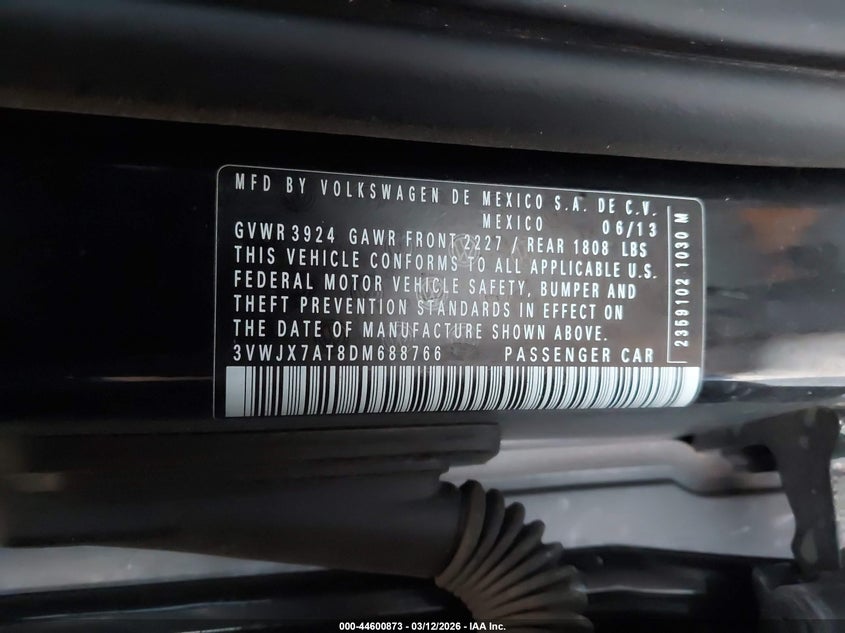 MFD BY VOLKSWAGEN DE MEXICO S.A. DE C.V.
MEXICO 06/13
GVWR 3924 GAWR FRONT 2227 / REAR 1808 LBS
THIS VEHICLE CONFORMS TO ALL APPLICABLE U.S.
FEDERAL MOTOR VEHICLE SAFETY, BUMPER AND
THEFT PREVENTION STANDARDS IN EFFECT ON
THE DATE OF MANUFACTURE SHOWN ABOVE.
3VWJX7AT8DM688766 PASSENGER CAR
2359102 1030 M
000-44600873 - 03/12/2026 - IAA Inc.